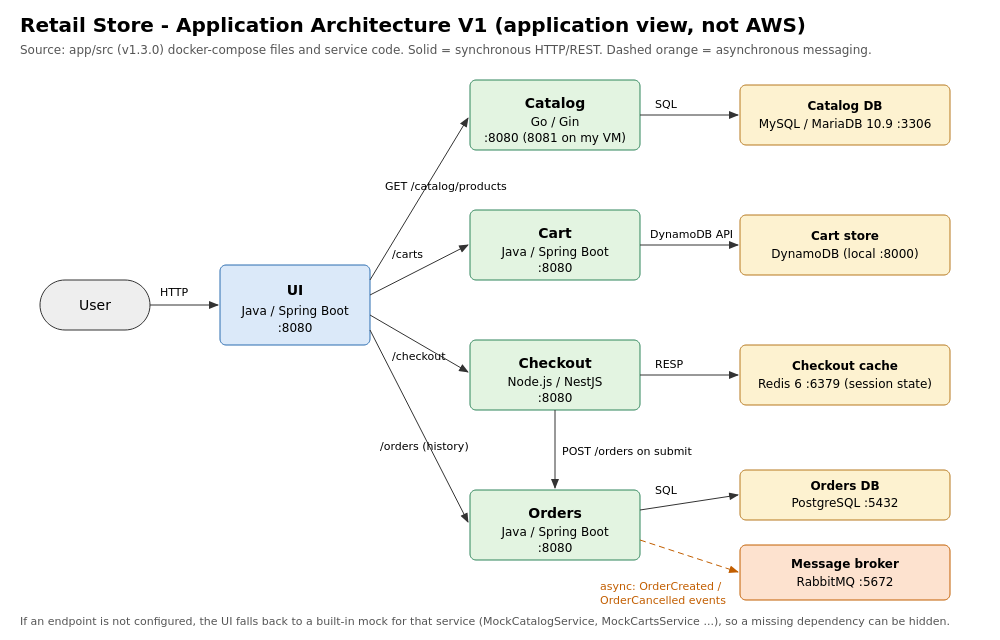 Retail Store - Application Architecture V1 (application view, not AWS)
Source: app/src (v1.3.0) docker-compose files and service code. Solid = synchronous HTTP/REST. Dashed orange = asynchronous messaging.
Catalog
Go / Gin
:8080 (8081 on my VM)
SQL
Catalog DB
MySQL / MariaDB 10.9 :3306
GET /catalog/products
Cart
Java / Spring Boot
:8080
DynamoDB API
Cart store
DynamoDB (local :8000)
/carts
User
HTTP
UI
Java / Spring Boot
:8080
/checkout
Checkout
Node.js / NestJS
:8080
RESP
Checkout cache
Redis 6 :6379 (session state)
/orders (history)
POST /orders on submit
Orders
Java / Spring Boot
:8080
SQL
Orders DB
PostgreSQL :5432
Message broker
RabbitMQ :5672
async: OrderCreated /
OrderCancelled events
If an endpoint is not configured, the UI falls back to a built-in mock for that service (MockCatalogService, MockCartsService ...), so a missing dependency can be hidden.